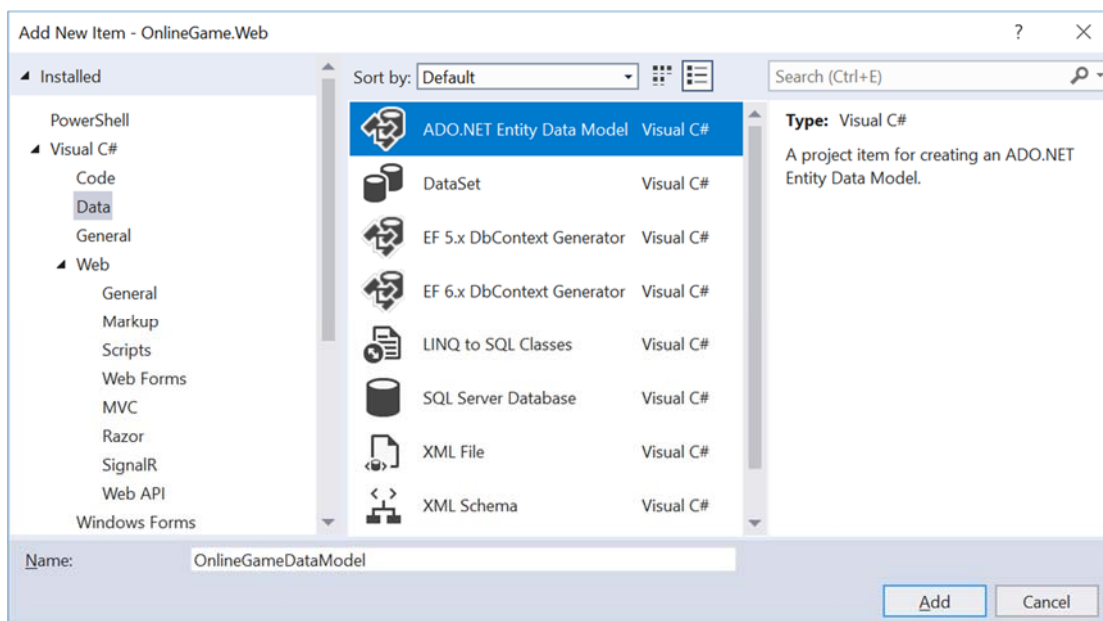 Add New Item - OnlineGame.Web
?
Installed
PowerShell
Visual C#
Code
Data
General
Web
General
Markup
Scripts
Web Forms
MVC
Razor
SignalR
Web API
Windows Forms
Sort by: Default
ADO.NET Entity Data Model Visual C#
DataSet Visual C#
EF 5.x DbContext Generator Visual C#
EF 6.x DbContext Generator Visual C#
LINQ to SQL Classes Visual C#
SQL Server Database Visual C#
XML File Visual C#
XML Schema Visual C#
Search (Ctrl+E)
Type: Visual C#
A project item for creating an ADO.NET
Entity Data Model.
Name: OnlineGameDataModel
Add Cancel